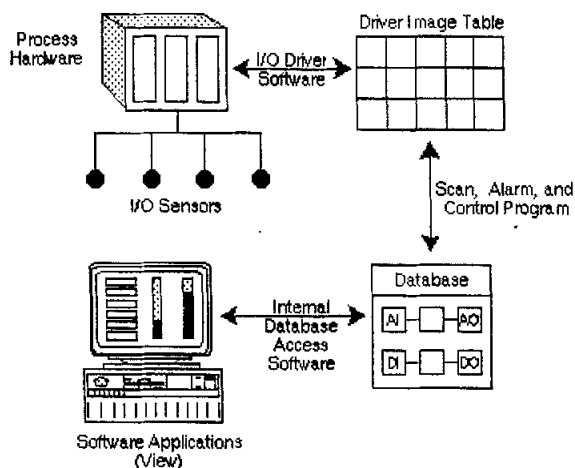 Process
Hardware
Driver Image Table
I/O Driver
Software
I/O Sensors
Scan, Alarm, and
Control Program
Database
AI
AO
DI
DO
Internal
Database
Access
Software
Software Applications
(View)